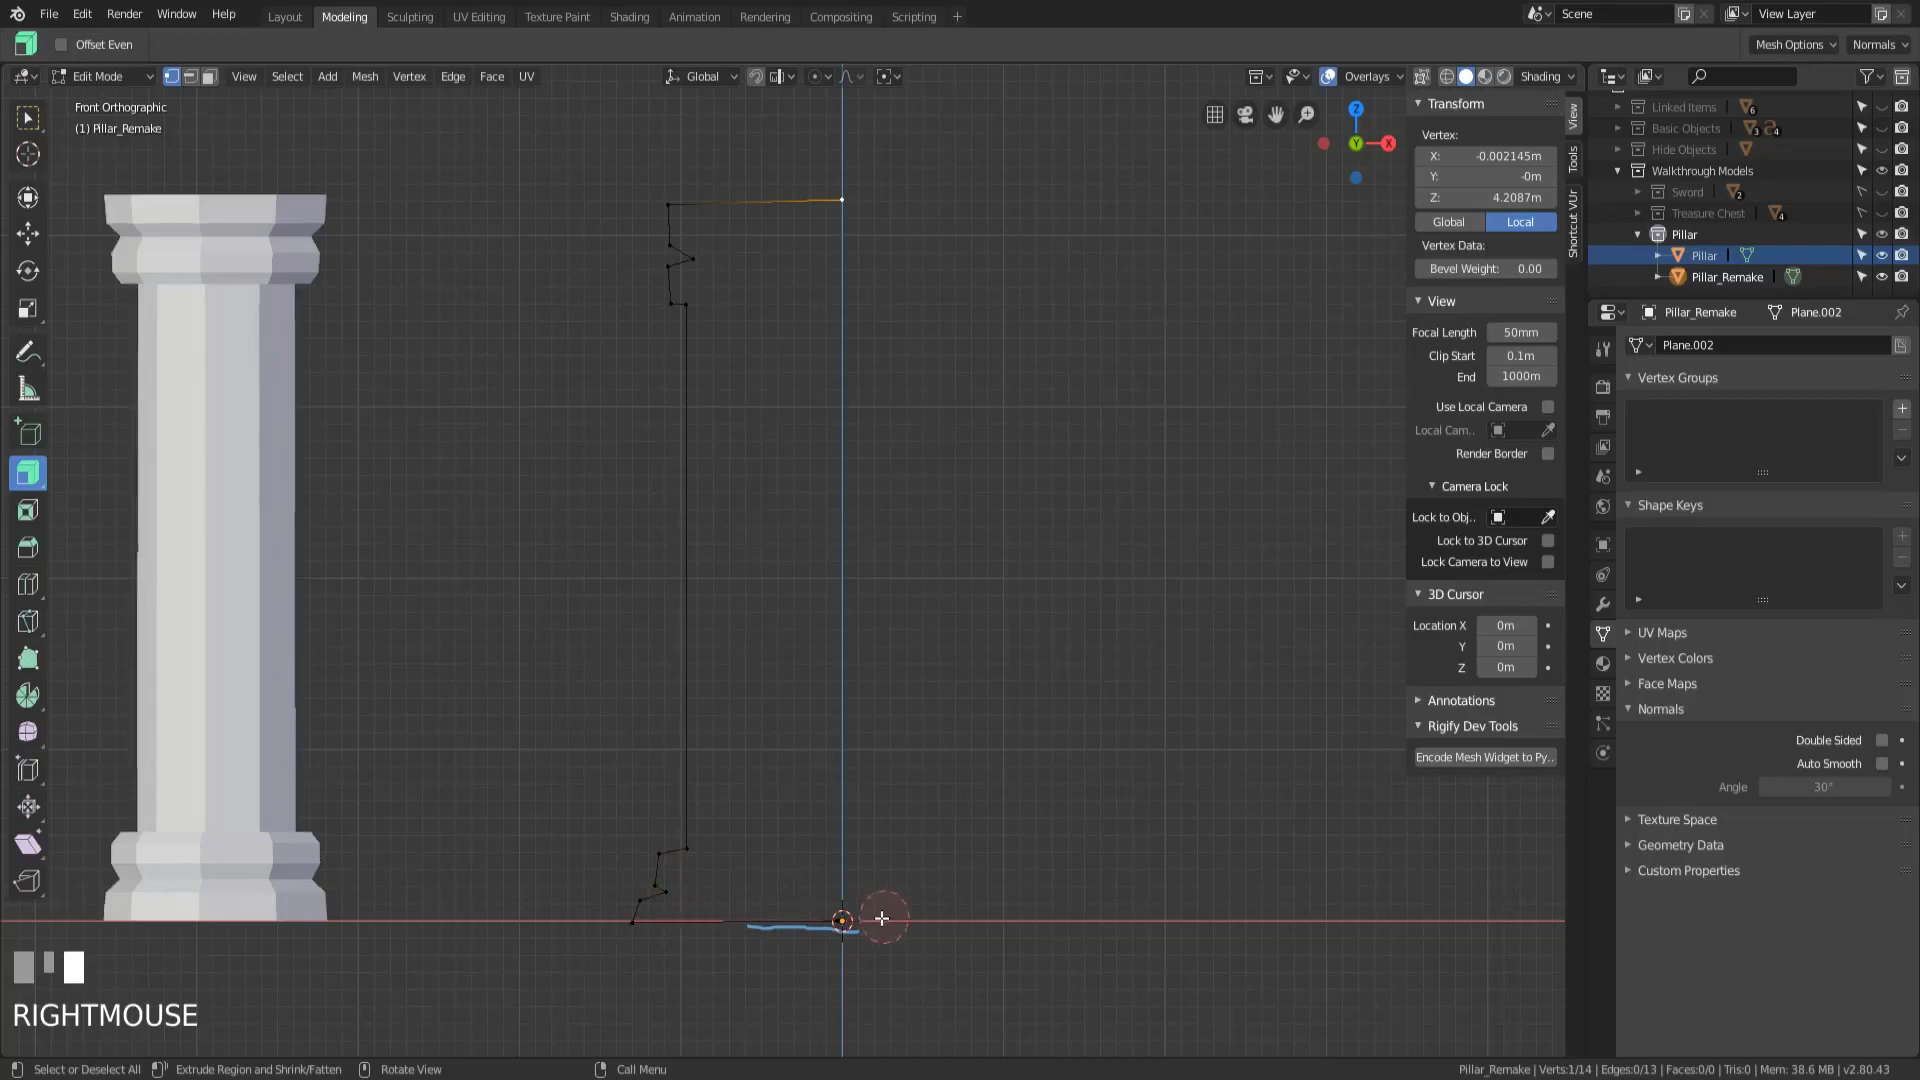 File Edit Render Window Help Layout Modeling Sculpting UV Editing Texture Paint Shading Animation Rendering Compositing Scripting Scene View Layer
Offset Even Mesh Options Normals
Edit Mode View Select Add Mesh Vertex Edge Face UV Global Overlays Shading
Front Orthographic
(1) Pillar_Remake
Z
Y
X
Transform
Vertex:
X: -0.002145m
Y: -0m
Z: 4.2087m
Global Local
Vertex Data:
Bevel Weight: 0.00
View
Focal Length 50mm
Clip Start 0.1m
End 1000m
Use Local Camera
Local Cam..
Render Border
Camera Lock
Lock to Obj..
Lock to 3D Cursor
Lock Camera to View
3D Cursor
Location X 0m
Y 0m
Z 0m
Annotations
Rigify Dev Tools
Encode Mesh Widget to Py..
View
Tools
Shortcut VUr
Linked Items 6
Basic Objects 3 4
Hide Objects
Walkthrough Models
Sword 2
Treasure Chest 4
Pillar
Pillar
Pillar_Remake
Pillar_Remake Plane.002
Plane.002
Vertex Groups
Shape Keys
UV Maps
Vertex Colors
Face Maps
Normals
Double Sided
Auto Smooth
Angle 30°
Texture Space
Geometry Data
Custom Properties
RIGHTMOUSE
Select or Deselect All Extrude Region and Shrink/Fatten Rotate View Call Menu Pillar_Remake | Verts:1/14 | Edges:0/13 | Faces:0/0 | Tris:0 | Mem: 38.6 MB | v2.80.43